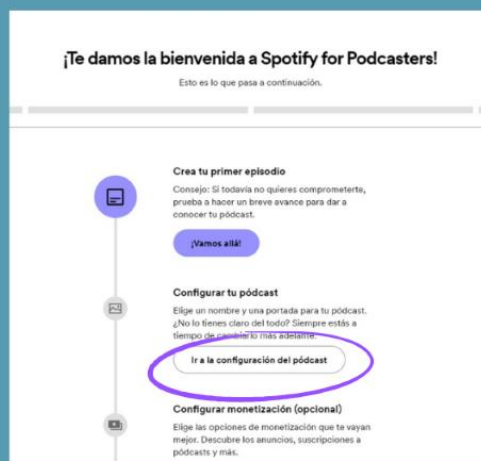 ¡Te damos la bienvenida a Spotify for Podcasters!
Esto es lo que pasa a continuación.
Crea tu primer episodio
Consejo: Si todavía no quieres comprometerte,
prueba a hacer un breve avance para dar a
conocer tu pódcast.
¡Vamos allá!
Configurar tu pódcast
Elige un nombre y una portada para tu pódcast.
¿No lo tienes claro del todo? Siempre estás a
tiempo de cambiarlo más adelante.
Ir a la configuración del pódcast
Configurar monetización (opcional)
Elige las opciones de monetización que te vayan
mejor. Descubre los anuncios, suscripciones a
pódcasts y más.